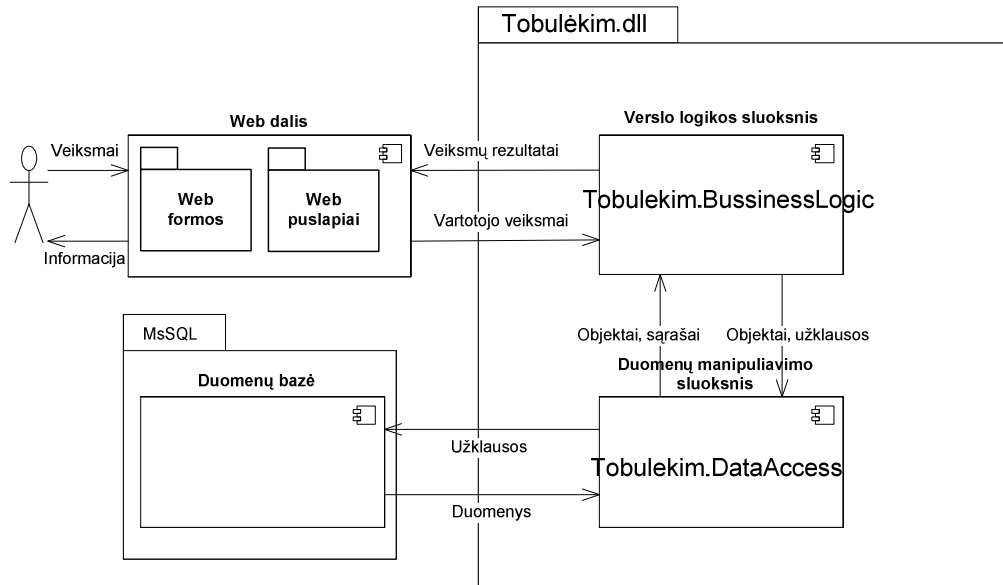 Tobulėkim.dll
Web dalis
Verslo logikos sluoksnis
Veiksmai
Veiksmų rezultatai
Web
formos
Web
puslapiai
Tobulekim.BussinessLogic
Vartotojo veiksmai
Informacija
MsSQL
Objektai, sąrašai
Objektai, užklausos
Duomenų bazė
Duomenų manipuliavimo
sluoksnis
Užklausos
Tobulekim.DataAccess
Duomenys